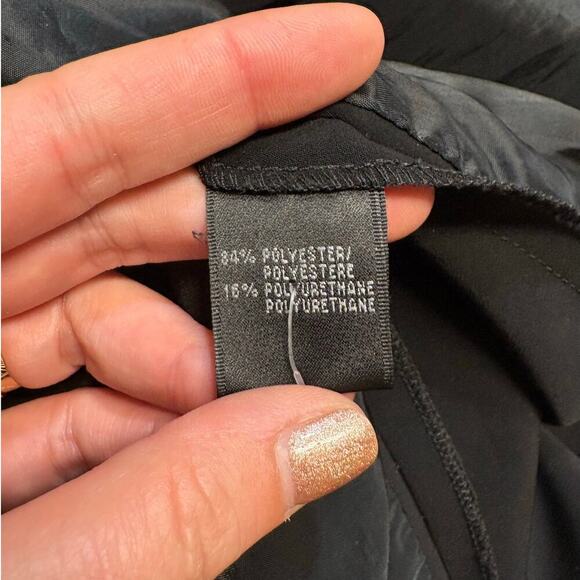 84% POLYESTER/
POLYESTERE
16% POLYURETHANE
POLYURETHANE